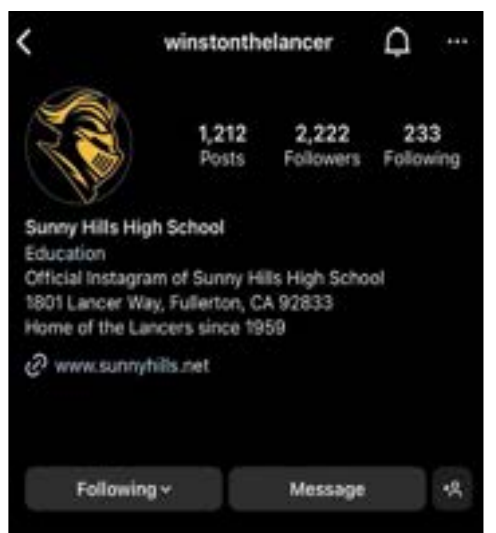 winstonthelancer
1,212 2,222 233
Posts Followers Following
Sunny Hills High School
Education
Official Instagram of Sunny Hills High School
1801 Lancer Way, Fullerton, CA 92833
Home of the Lancers since 1959
www.sunnyhills.net
Following Message